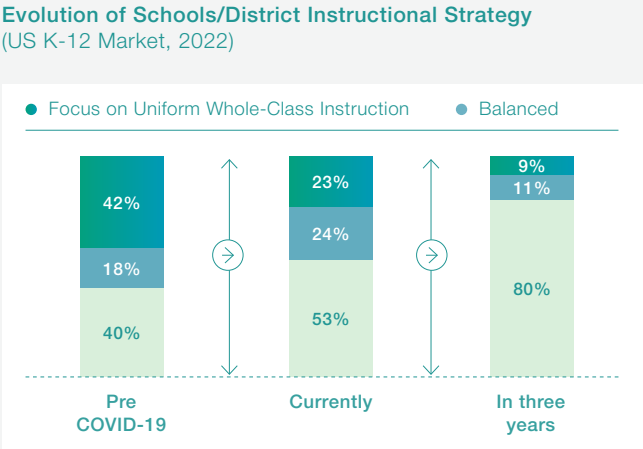 Evolution of Schools/District Instructional Strategy
(US K-12 Market, 2022)
Focus on Uniform Whole-Class Instruction
Balanced
42%
18%
40%
23%
24%
53%
9%
11%
80%
Pre
COVID-19
Currently
In three
years